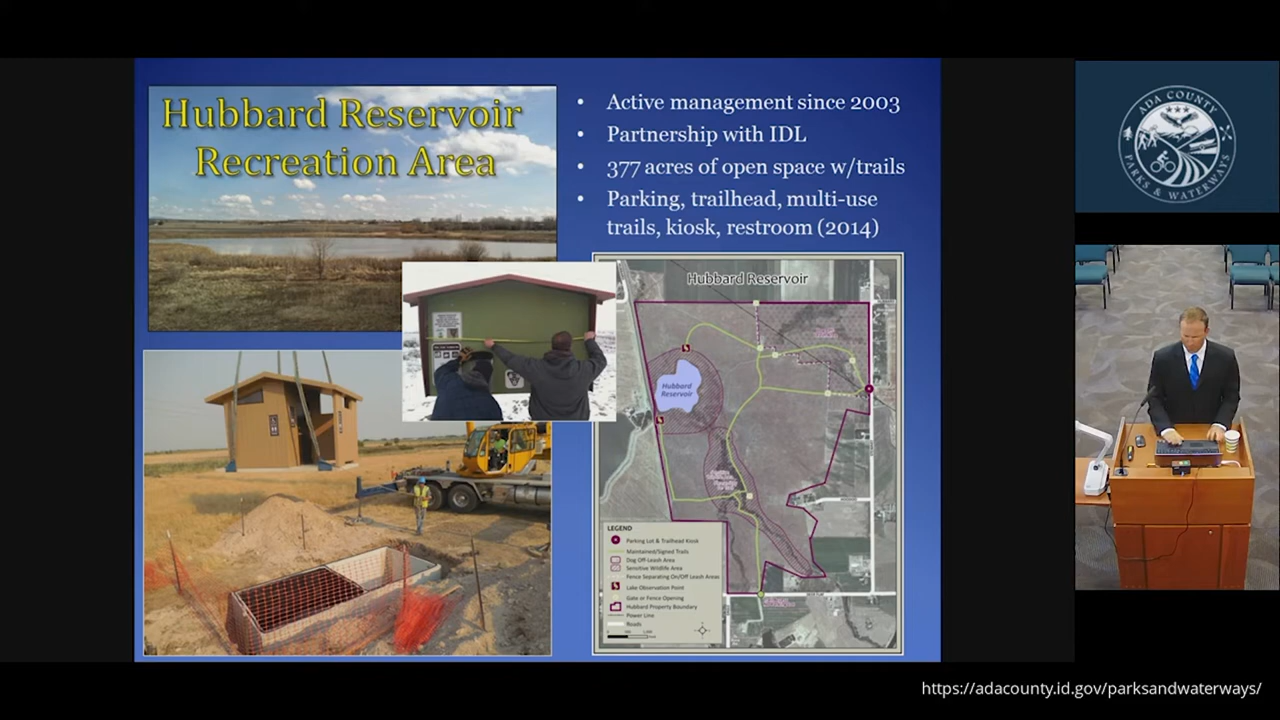 Hubbard Reservoir
Recreation Area
• Active management since 2003
• Partnership with IDL
• 377 acres of open space w/trails
• Parking, trailhead, multi-use
trails, kiosk, restroom (2014)
Hubbard Reservoir
Hubbard
Reservoir
LEGEND
Parking Lot & Trailhead Kiosk
Maintained/Signed Trails
Dog Off-Leash Area
Sensitive Wildlife Area
Fence Separating On/Off Leash Areas
Lake Observation Point
Gate or Fence Opening
Hubbard Property Boundary
Power Line
Roads
ADA COUNTY
PARKS & WATERWAYS
https://adacounty.id.gov/parksandwaterways/